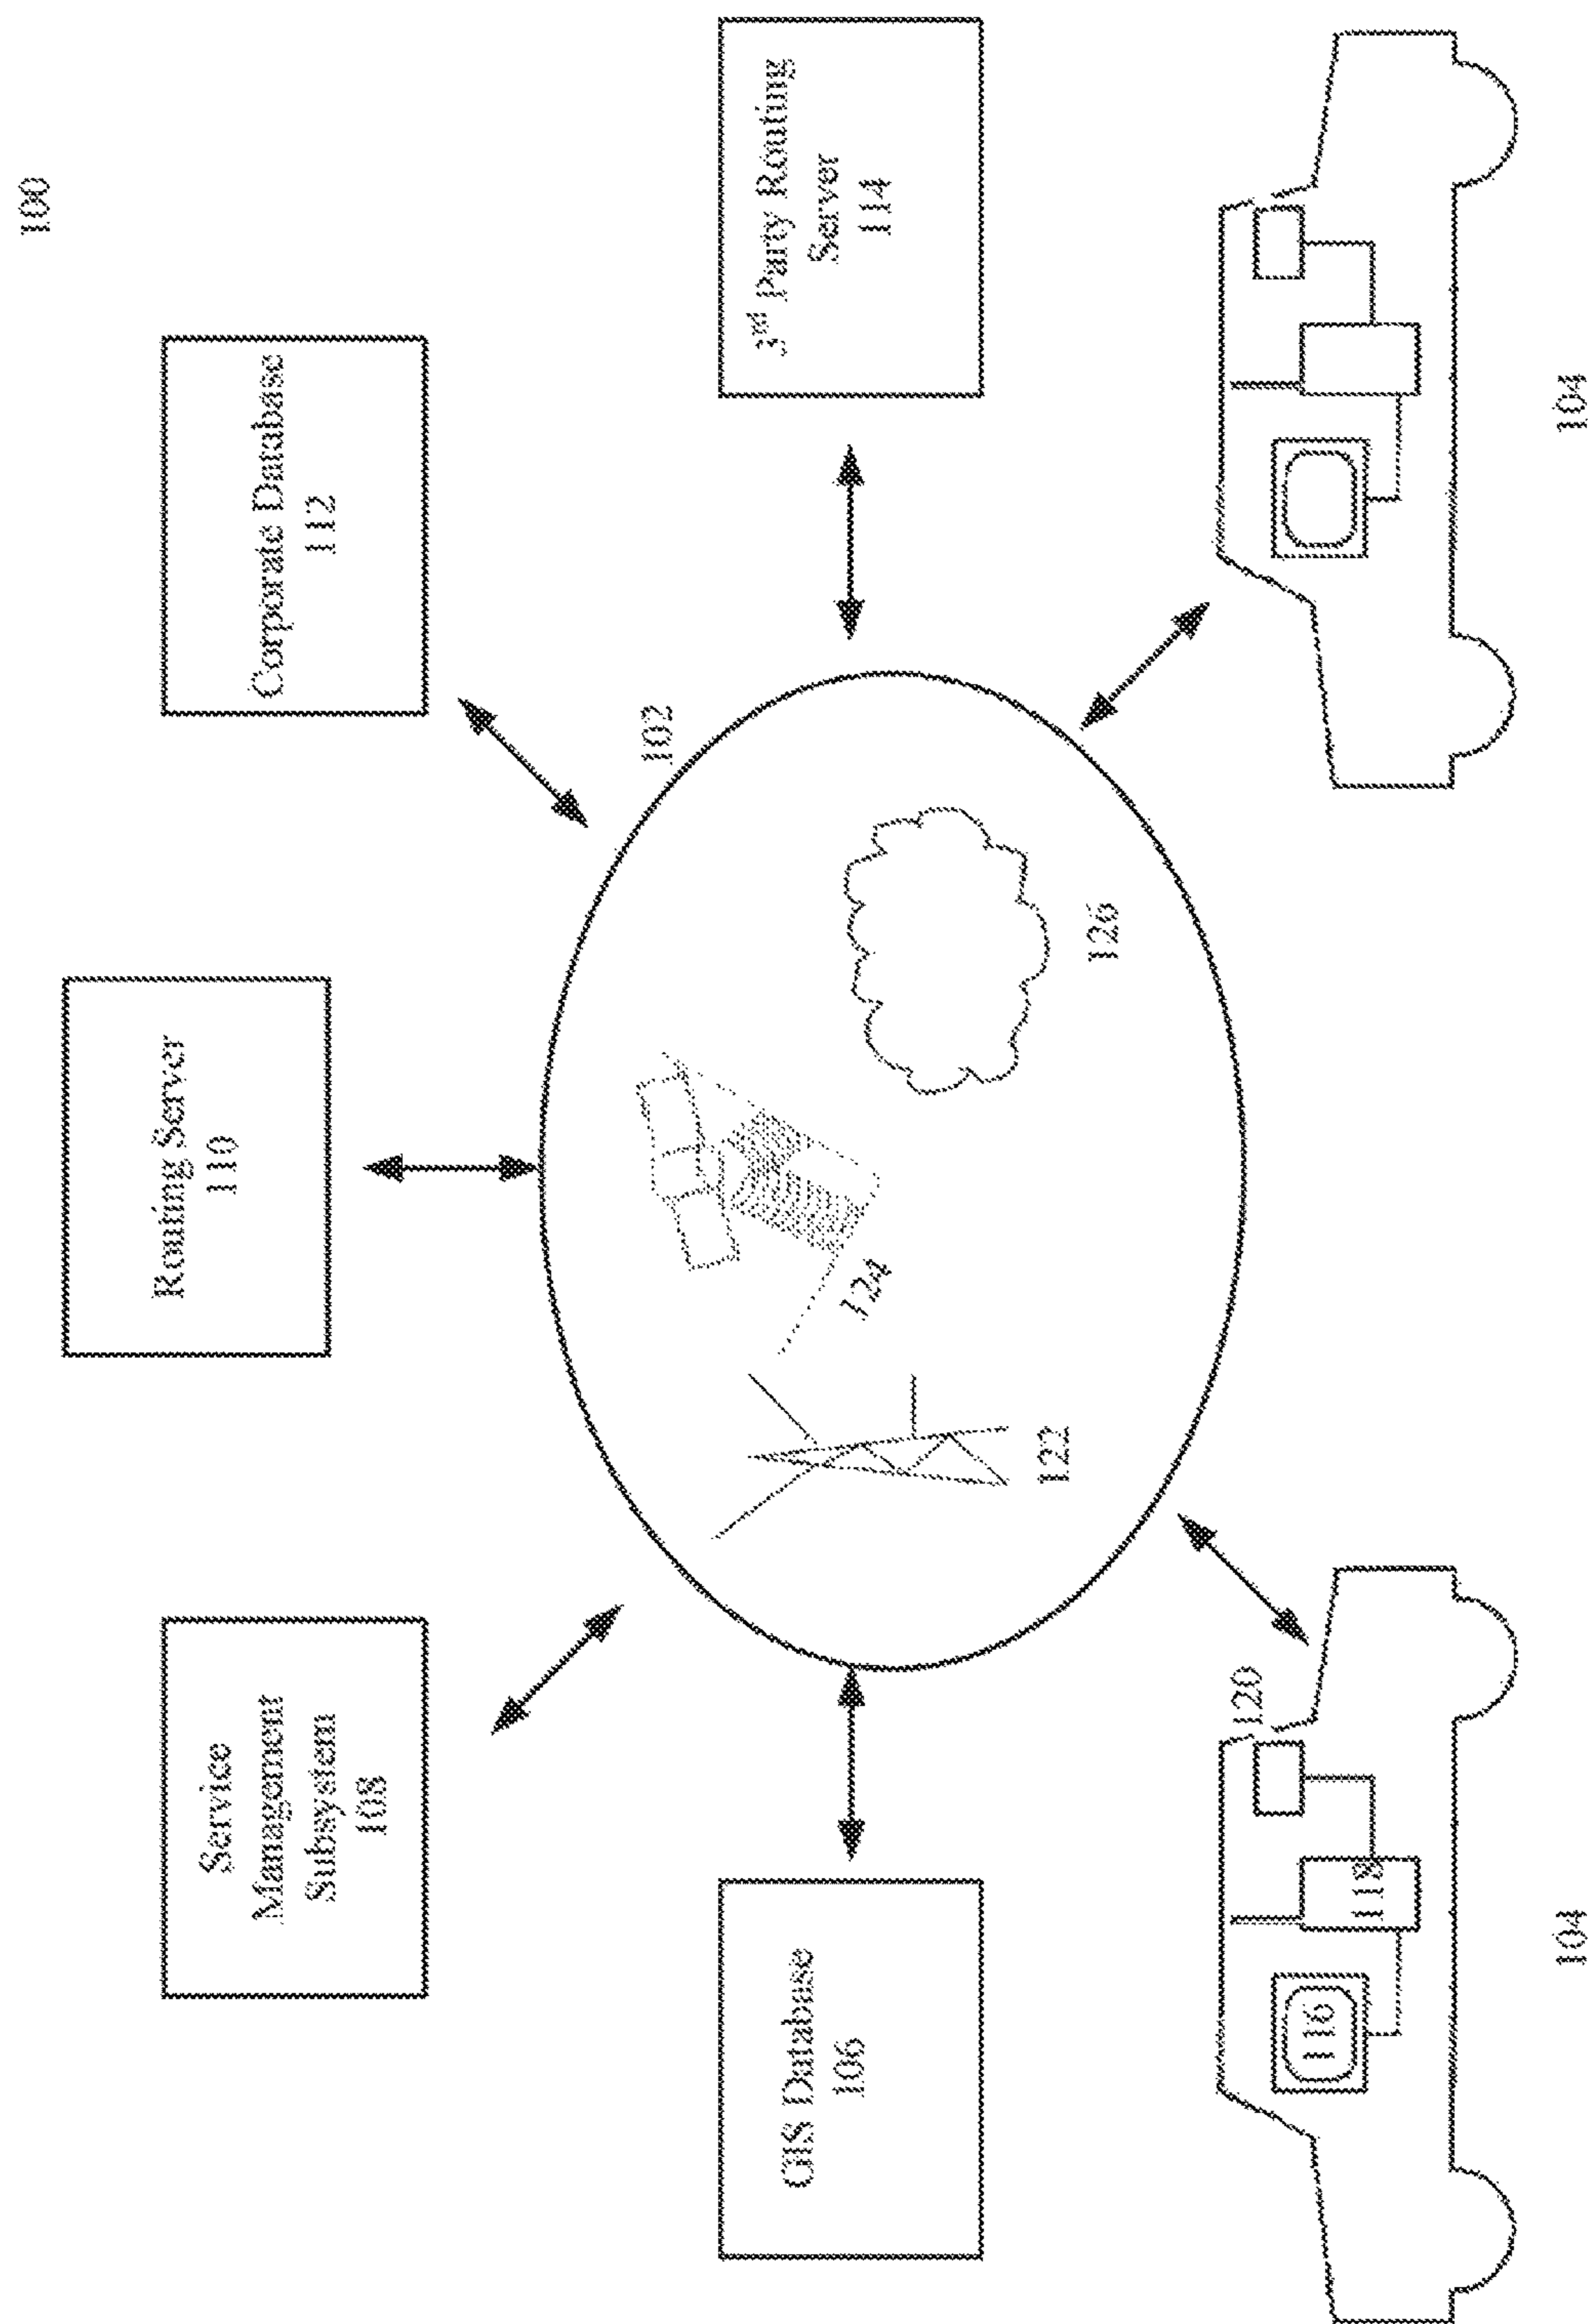 100
Service
Management
Subsystem
108
Routing Server
110
Corporate Database
112
GIS Database
106
3rd Party Routing
Server
114
102
122
124
126
120
116
118
104
104